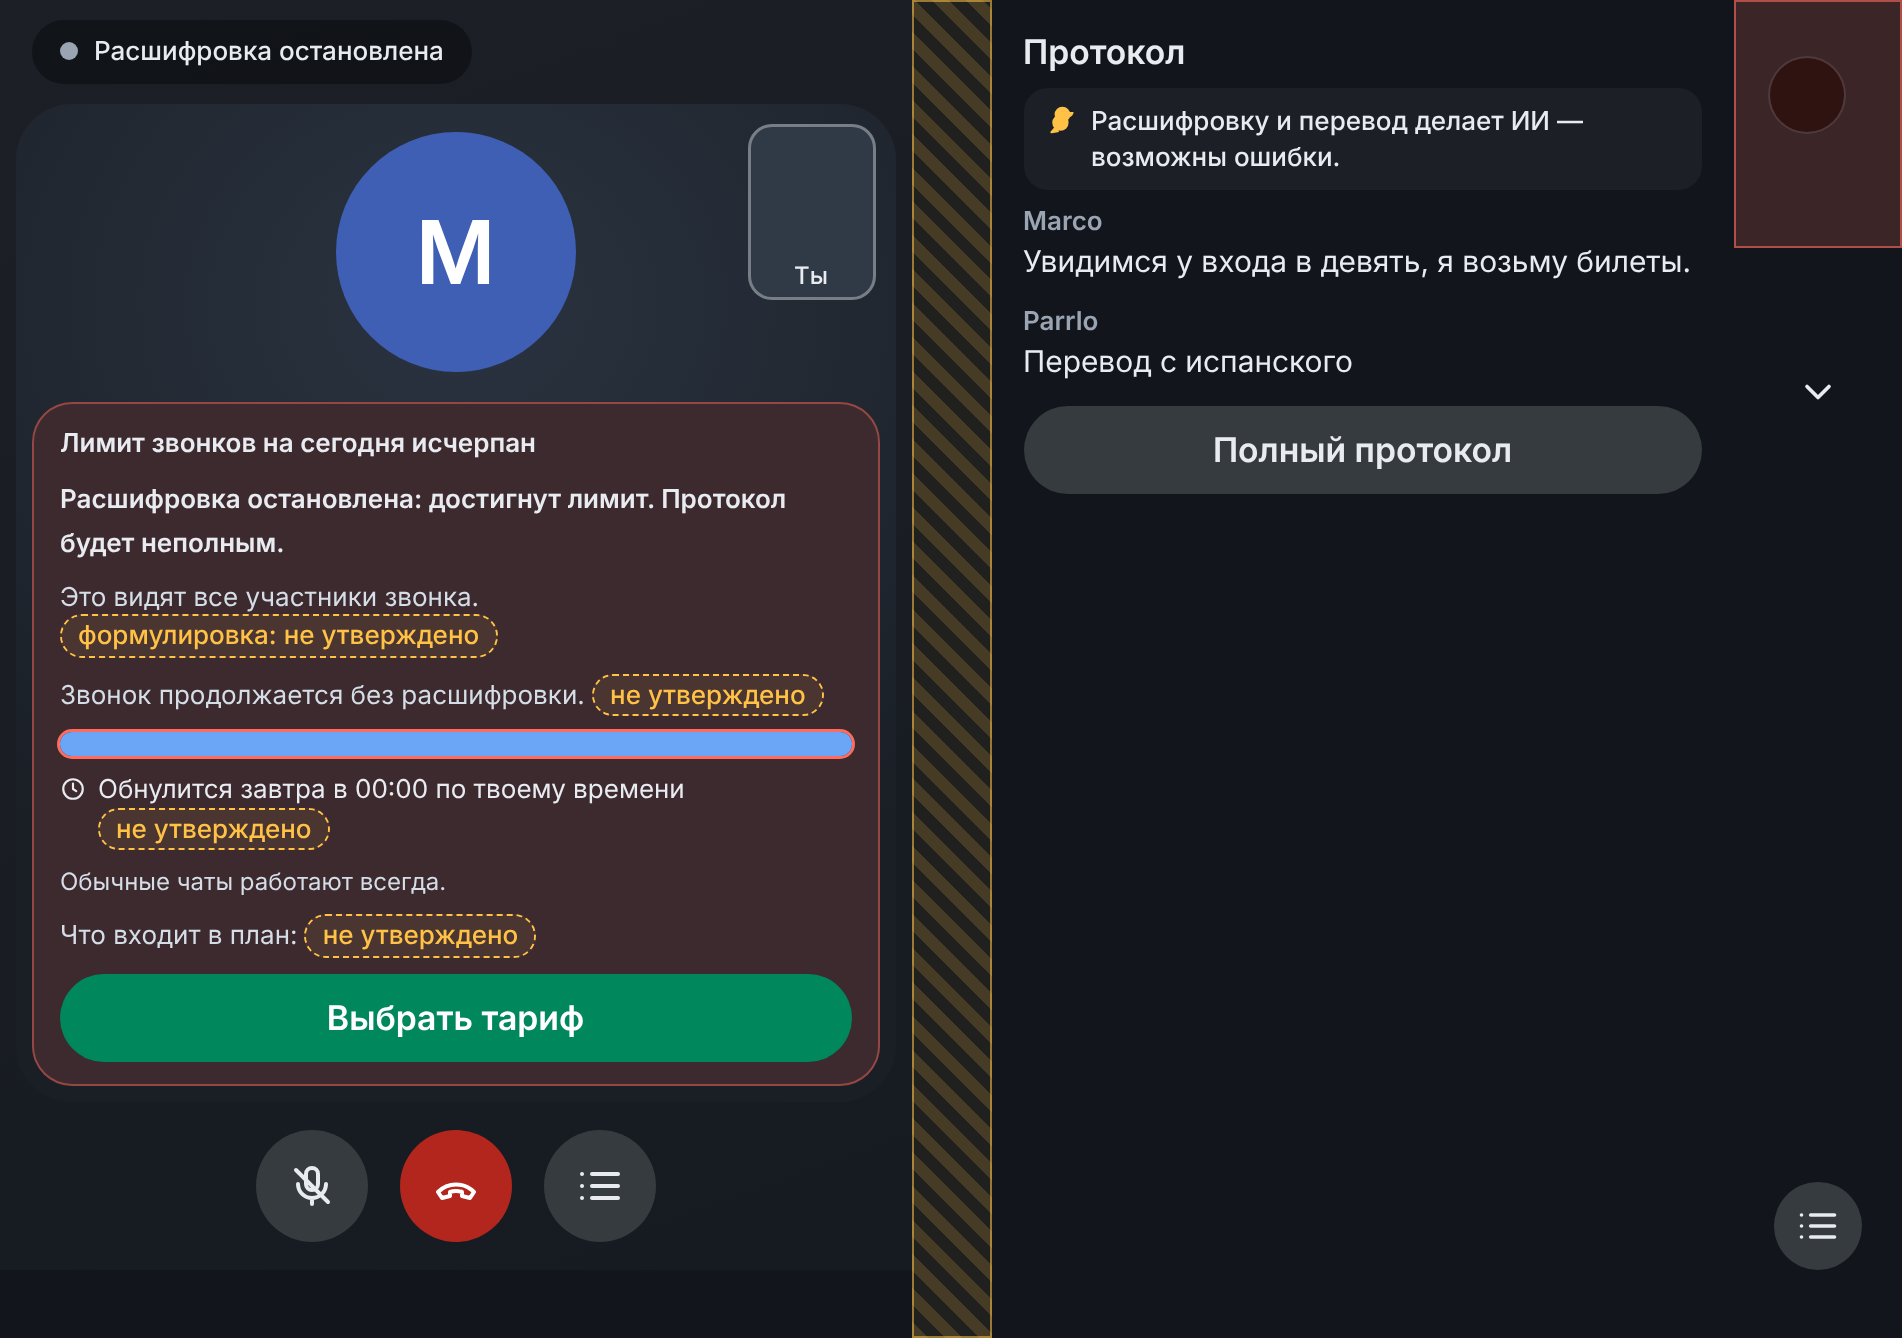 Расшифровка остановлена
M
Ты
Лимит звонков на сегодня исчерпан
Расшифровка остановлена: достигнут лимит. Протокол
будет неполным.
Это видят все участники звонка.
формулировка: не утверждено
Звонок продолжается без расшифровки. не утверждено
Обнулится завтра в 00:00 по твоему времени
не утверждено
Обычные чаты работают всегда.
Что входит в план: не утверждено
Выбрать тариф
Протокол
Расшифровку и перевод делает ИИ —
возможны ошибки.
Marco
Увидимся у входа в девять, я возьму билеты.
Parrlo
Перевод с испанского
Полный протокол